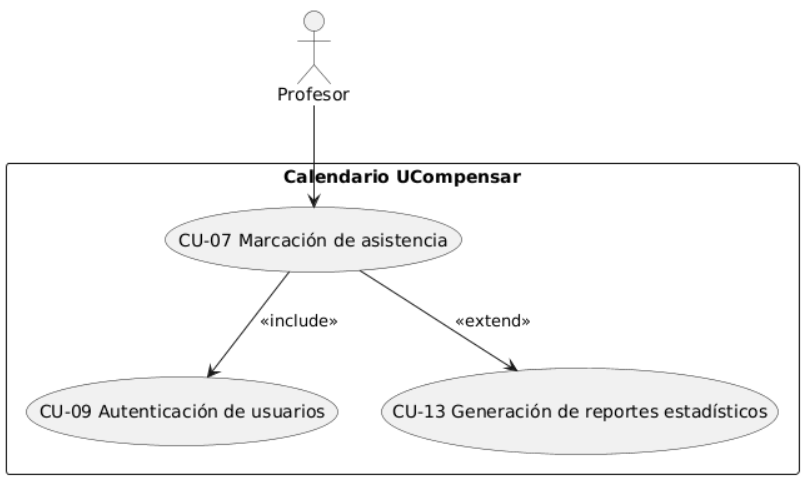 Profesor
Calendario UCompensar
CU-07 Marcación de asistencia
«include»
«extend»
CU-09 Autenticación de usuarios
CU-13 Generación de reportes estadísticos